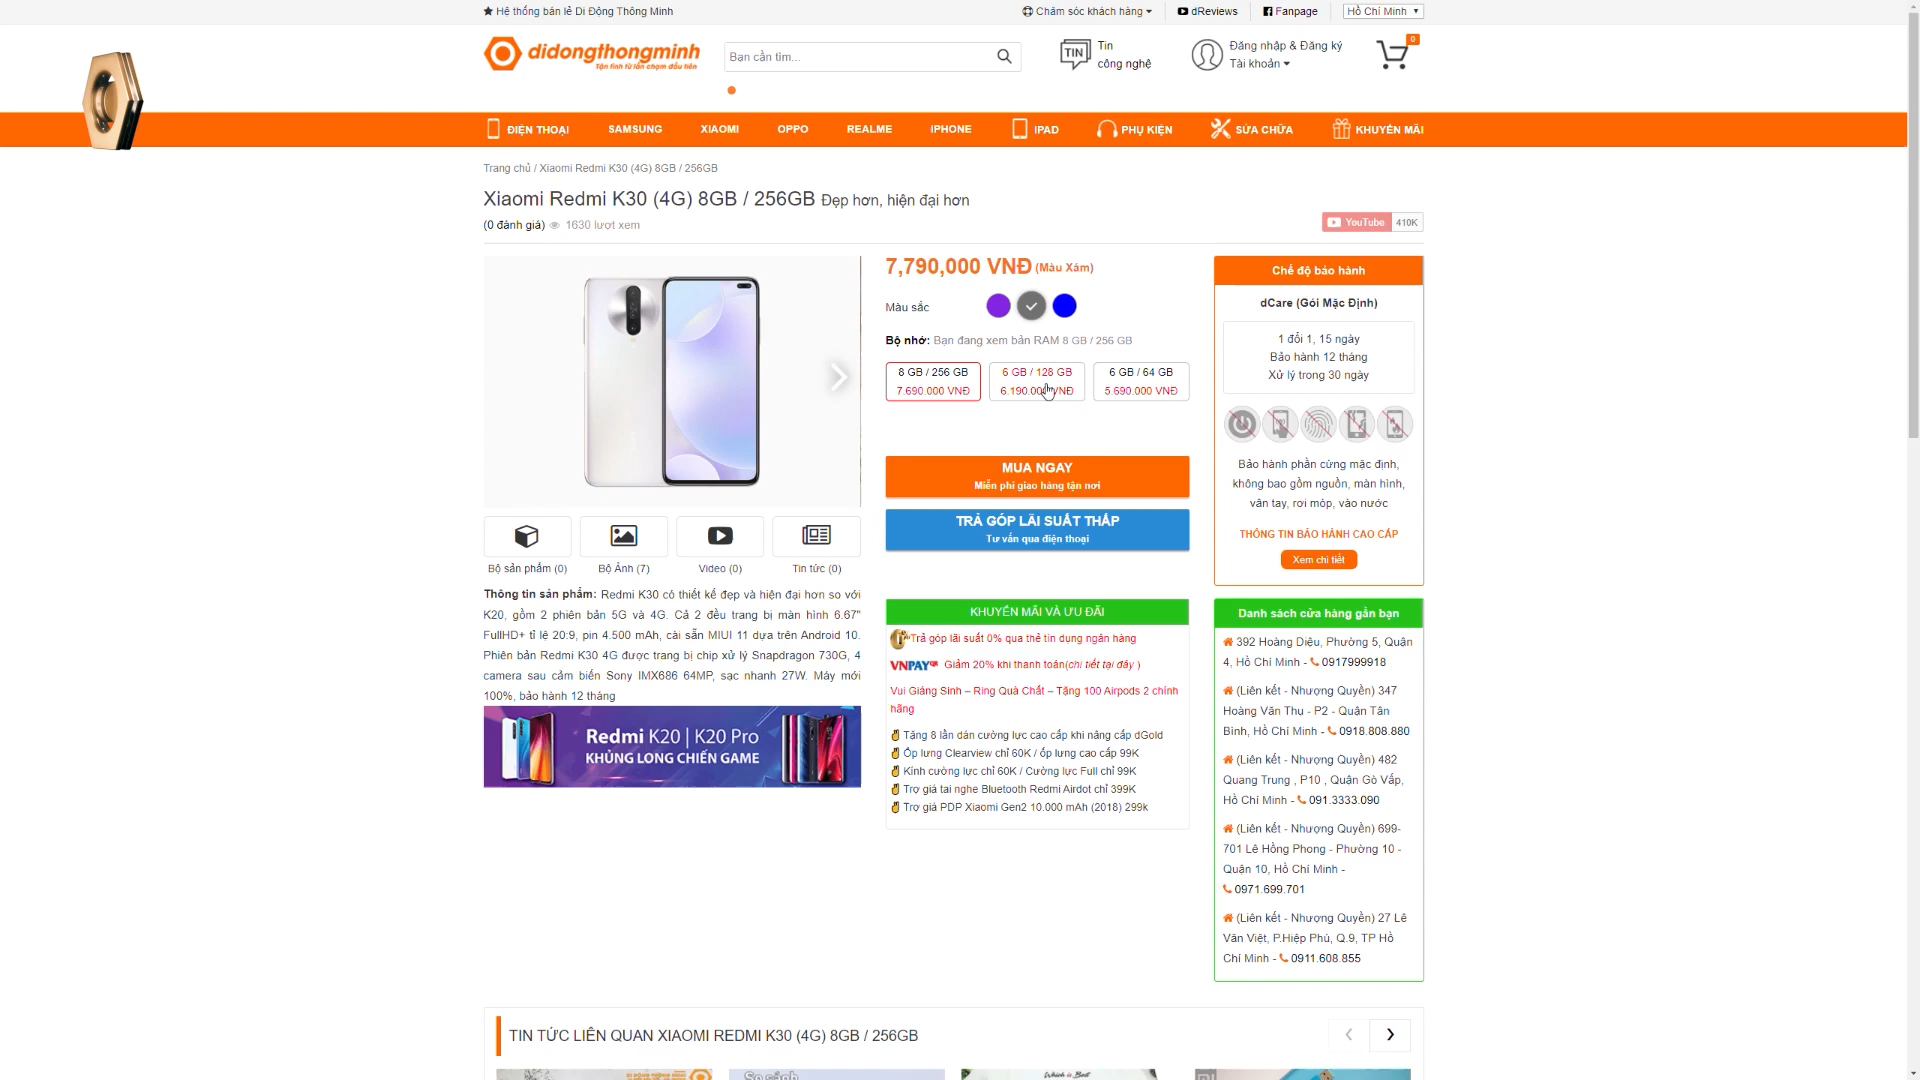 Hệ thống bán lẻ Di Động Thông Minh
Chăm sóc khách hàng
dReviews
Fanpage
Hồ Chí Minh
didongthongminh
Tận tình từ lần chạm đầu tiên
Bạn cần tìm...
TIN
Tin
công nghệ
Đăng nhập & Đăng ký
Tài khoản
0
ĐIỆN THOẠI
SAMSUNG
XIAOMI
OPPO
REALME
IPHONE
IPAD
PHỤ KIỆN
SỬA CHỮA
KHUYẾN MÃI
Trang chủ / Xiaomi Redmi K30 (4G) 8GB / 256GB
Xiaomi Redmi K30 (4G) 8GB / 256GB Đẹp hơn, hiện đại hơn
(0 đánh giá) 1630 lượt xem
YouTube 410K
7,790,000 VNĐ (Màu Xám)
Màu sắc
Bộ nhớ: Bạn đang xem bản RAM 8 GB / 256 GB
8 GB / 256 GB
7.690.000 VNĐ
6 GB / 128 GB
6.190.000 VNĐ
6 GB / 64 GB
5.690.000 VNĐ
MUA NGAY
Miễn phí giao hàng tận nơi
TRẢ GÓP LÃI SUẤT THẤP
Tư vấn qua điện thoại
Bộ sản phẩm (0)
Bộ Ảnh (7)
Video (0)
Tin tức (0)
Thông tin sản phẩm: Redmi K30 có thiết kế đẹp và hiện đại hơn so với
K20, gồm 2 phiên bản 5G và 4G. Cả 2 đều trang bị màn hình 6.67"
FullHD+ tỉ lệ 20:9, pin 4.500 mAh, cài sẵn MIUI 11 dựa trên Android 10.
Phiên bản Redmi K30 4G được trang bị chip xử lý Snapdragon 730G, 4
camera sau cảm biến Sony IMX686 64MP, sạc nhanh 27W. Máy mới
100%, bảo hành 12 tháng
Redmi K20 | K20 Pro
KHỦNG LONG CHIẾN GAME
KHUYẾN MÃI VÀ ƯU ĐÃI
Trả góp lãi suất 0% qua thẻ tín dụng ngân hàng
VNPAY Giảm 20% khi thanh toán(chi tiết tại đây )
Vui Giáng Sinh – Ring Quà Chất – Tặng 100 Airpods 2 chính
hãng
Tặng 8 lần dán cường lực cao cấp khi nâng cấp dGold
Ốp lưng Clearview chỉ 60K / ốp lưng cao cấp 99K
Kính cường lực chỉ 60K / Cường lực Full chỉ 99K
Trợ giá tai nghe Bluetooth Redmi Airdot chỉ 399K
Trợ giá PDP Xiaomi Gen2 10.000 mAh (2018) 299k
Chế độ bảo hành
dCare (Gói Mặc Định)
1 đổi 1, 15 ngày
Bảo hành 12 tháng
Xử lý trong 30 ngày
Bảo hành phần cứng mặc định,
không bao gồm nguồn, màn hình,
vân tay, rơi móp, vào nước
THÔNG TIN BẢO HÀNH CAO CẤP
Xem chi tiết
Danh sách cửa hàng gần bạn
392 Hoàng Diệu, Phường 5, Quận
4, Hồ Chí Minh - 0917999918
(Liên kết - Nhượng Quyền) 347
Hoàng Văn Thụ - P2 - Quận Tân
Bình, Hồ Chí Minh - 0918.808.880
(Liên kết - Nhượng Quyền) 482
Quang Trung , P10 , Quận Gò Vấp,
Hồ Chí Minh - 091.3333.090
(Liên kết - Nhượng Quyền) 699-
701 Lê Hồng Phong - Phường 10 -
Quận 10, Hồ Chí Minh -
0971.699.701
(Liên kết - Nhượng Quyền) 27 Lê
Văn Việt, P.Hiệp Phú, Q.9, TP Hồ
Chí Minh - 0911.608.855
TIN TỨC LIÊN QUAN XIAOMI REDMI K30 (4G) 8GB / 256GB
So sánh
Which is Best